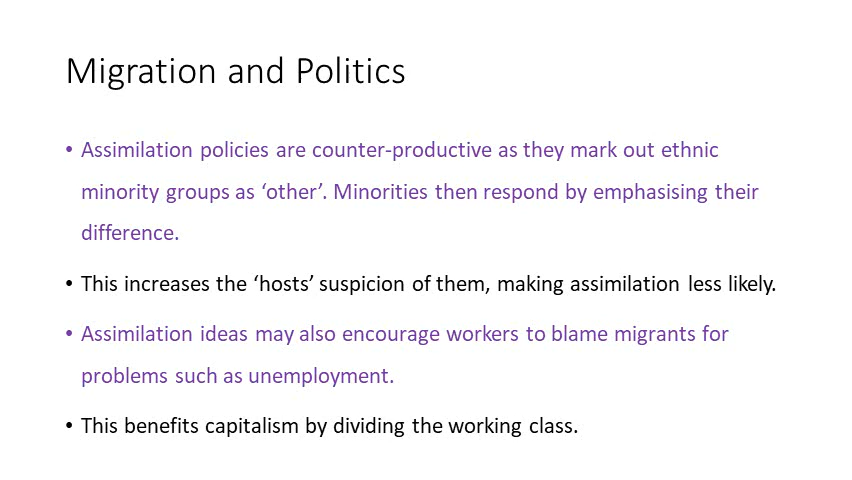 Migration and Politics
• Assimilation policies are counter-productive as they mark out ethnic
minority groups as ‘other’. Minorities then respond by emphasising their
difference.
• This increases the ‘hosts’ suspicion of them, making assimilation less likely.
• Assimilation ideas may also encourage workers to blame migrants for
problems such as unemployment.
• This benefits capitalism by dividing the working class.